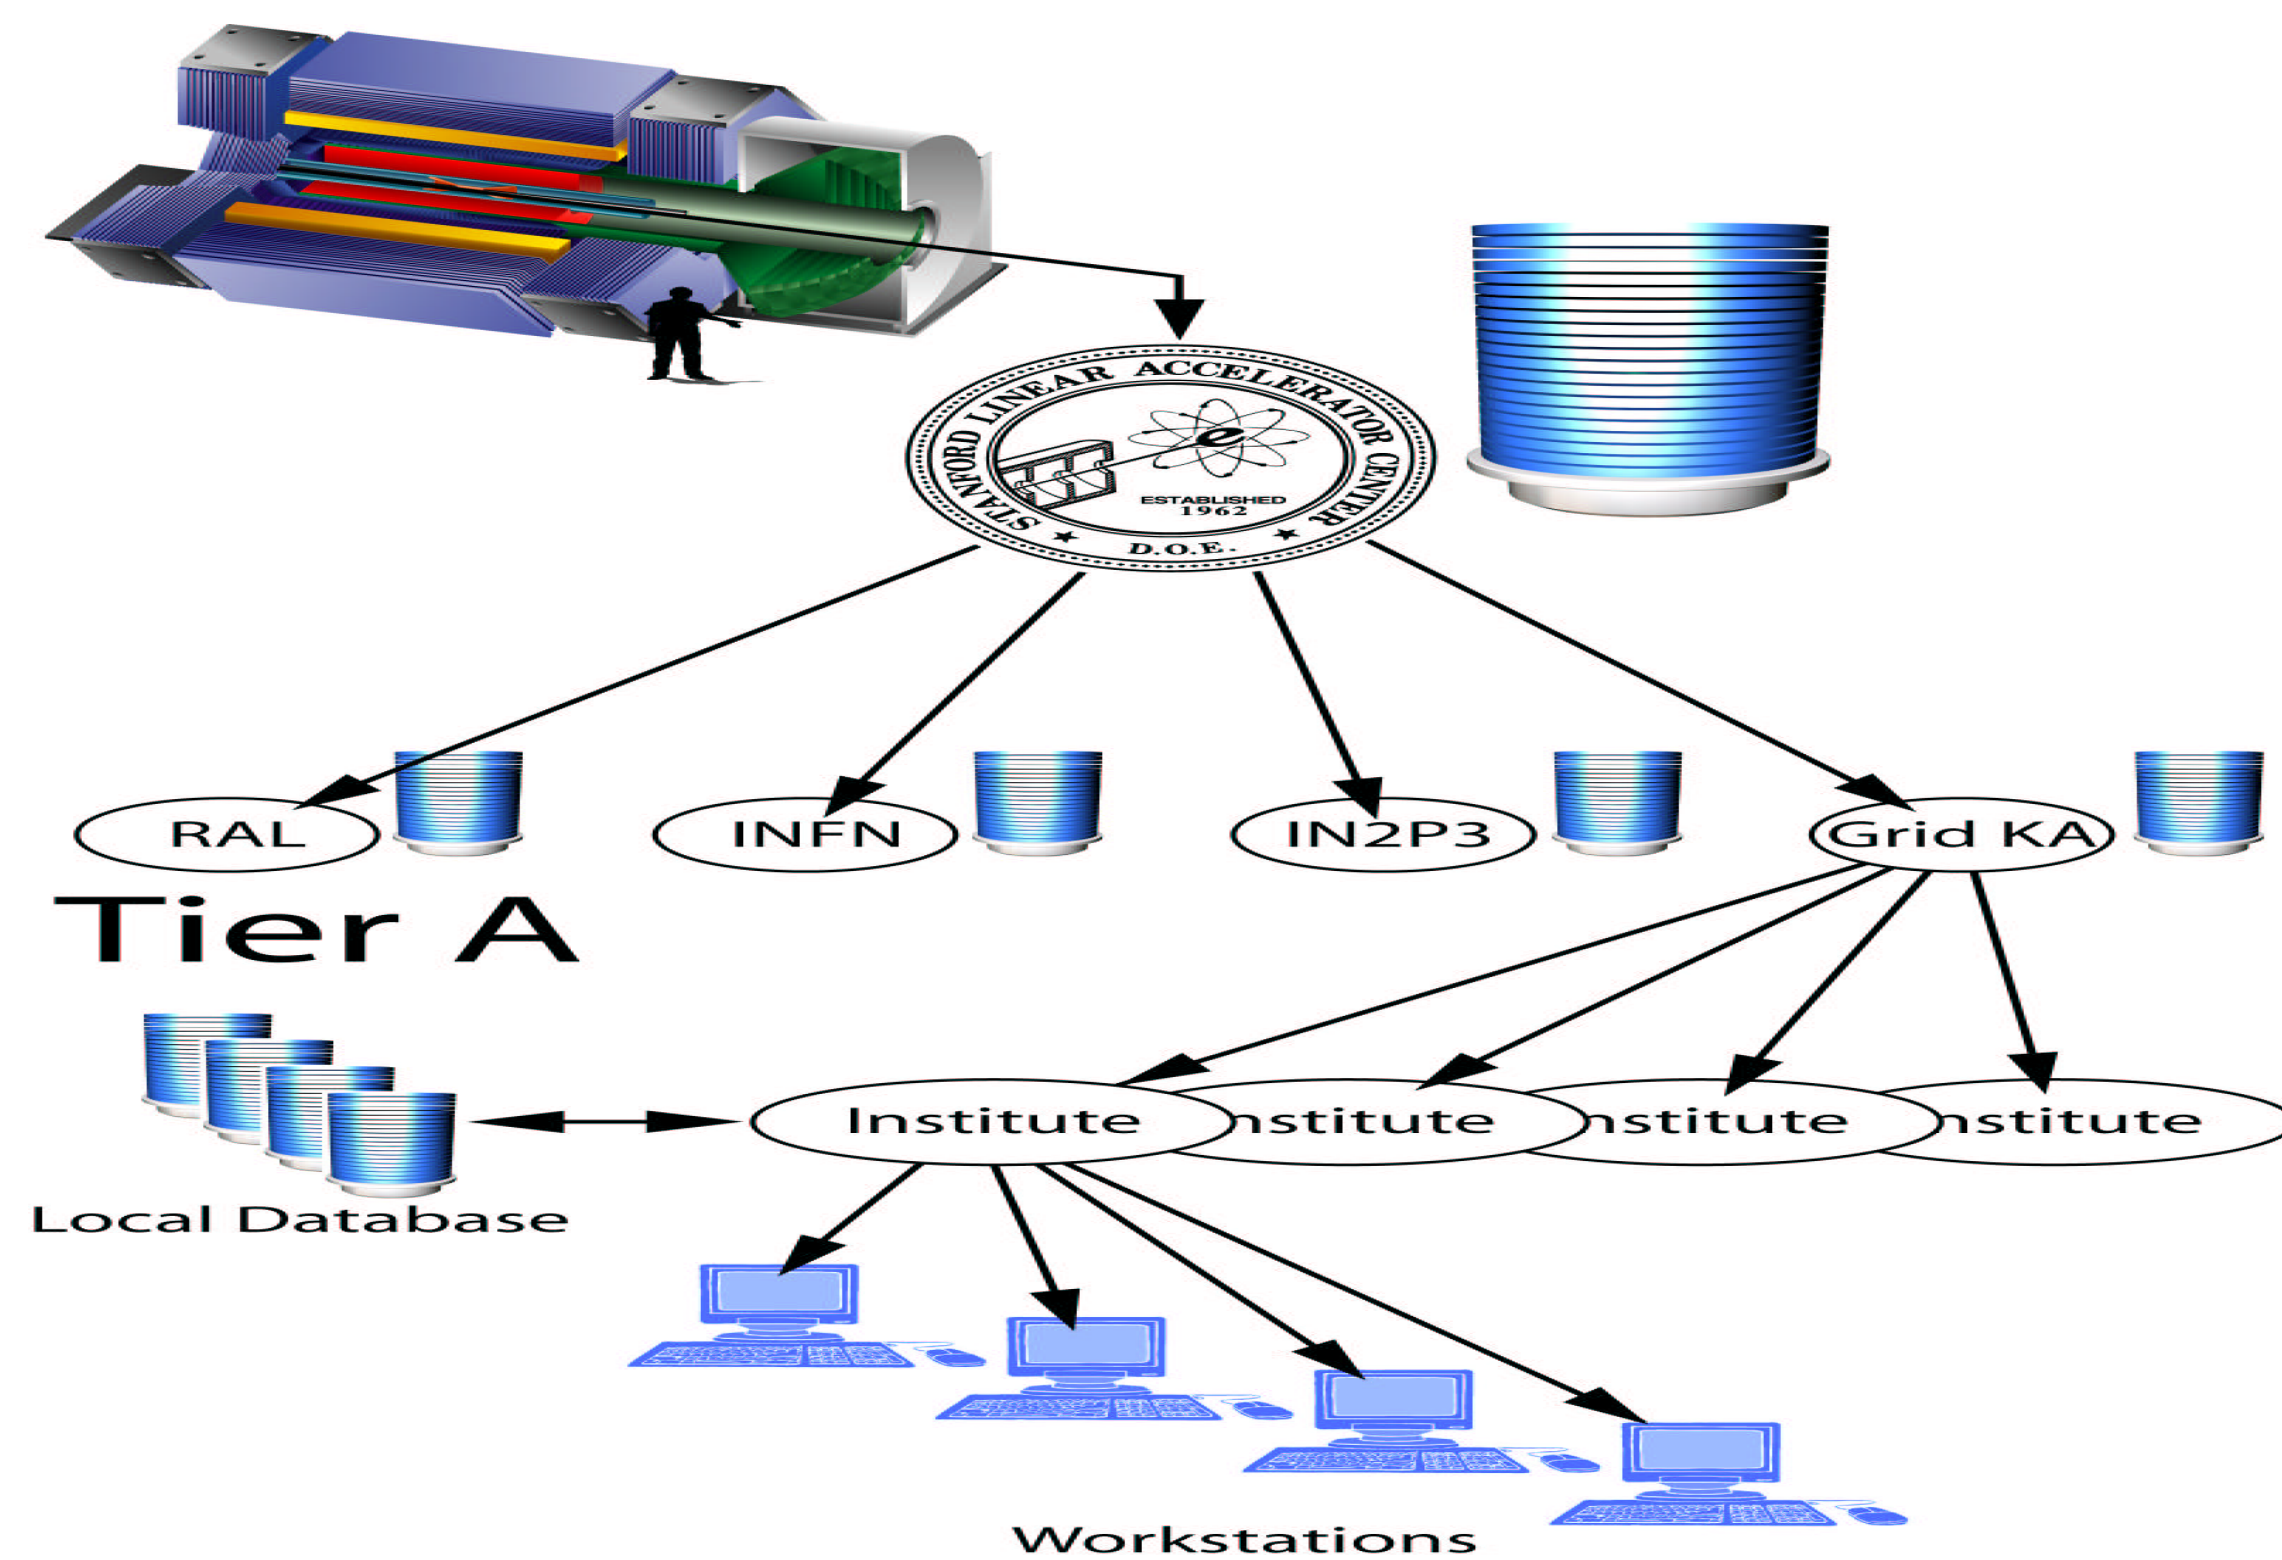 STANFORD LINEAR ACCELERATOR CENTER
e
ESTABLISHED
1962
★ D.O.E. ★
RAL
INFN
IN2P3
Grid KA
Tier A
Institute nstitute nstitute nstitute
Local Database
Workstations